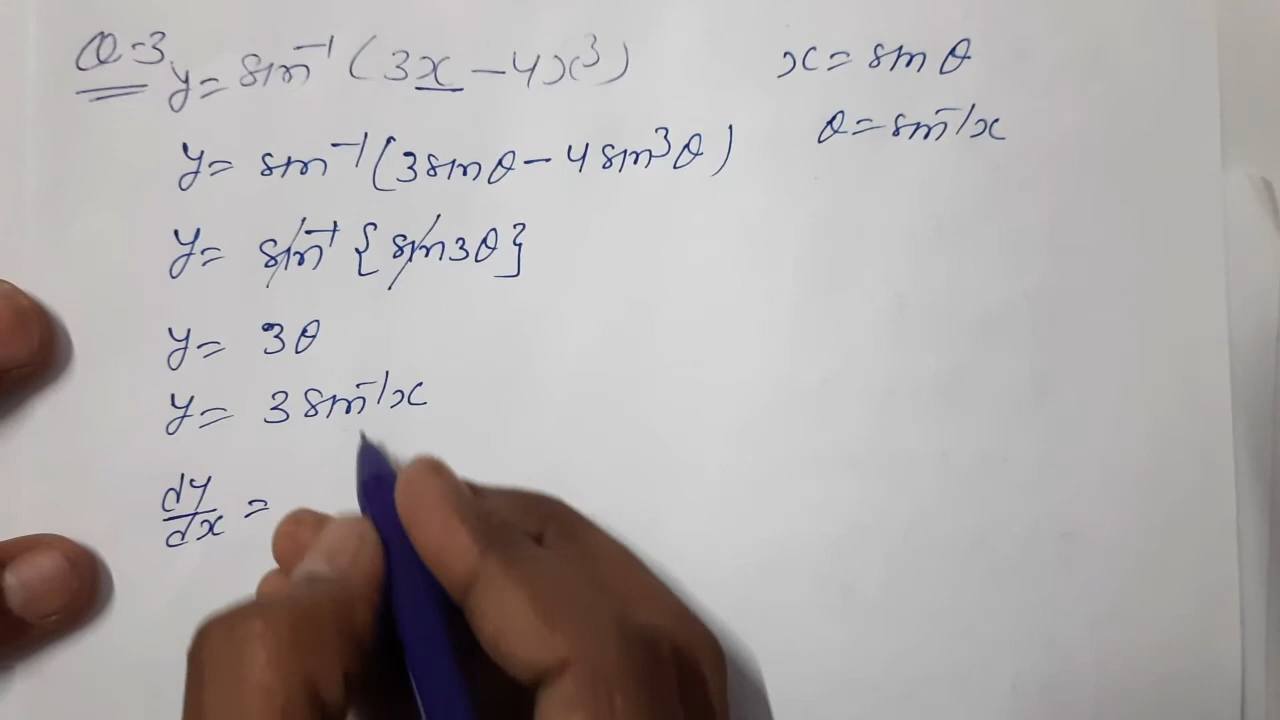 Q-3 y = sin⁻¹ (3x - 4x³)
x = sin θ
θ = sin⁻¹x
y = sin⁻¹ (3 sin θ - 4 sin³ θ)
y = sin⁻¹ {sin 3θ}
y = 3θ
y = 3 sin⁻¹x
dy/dx =